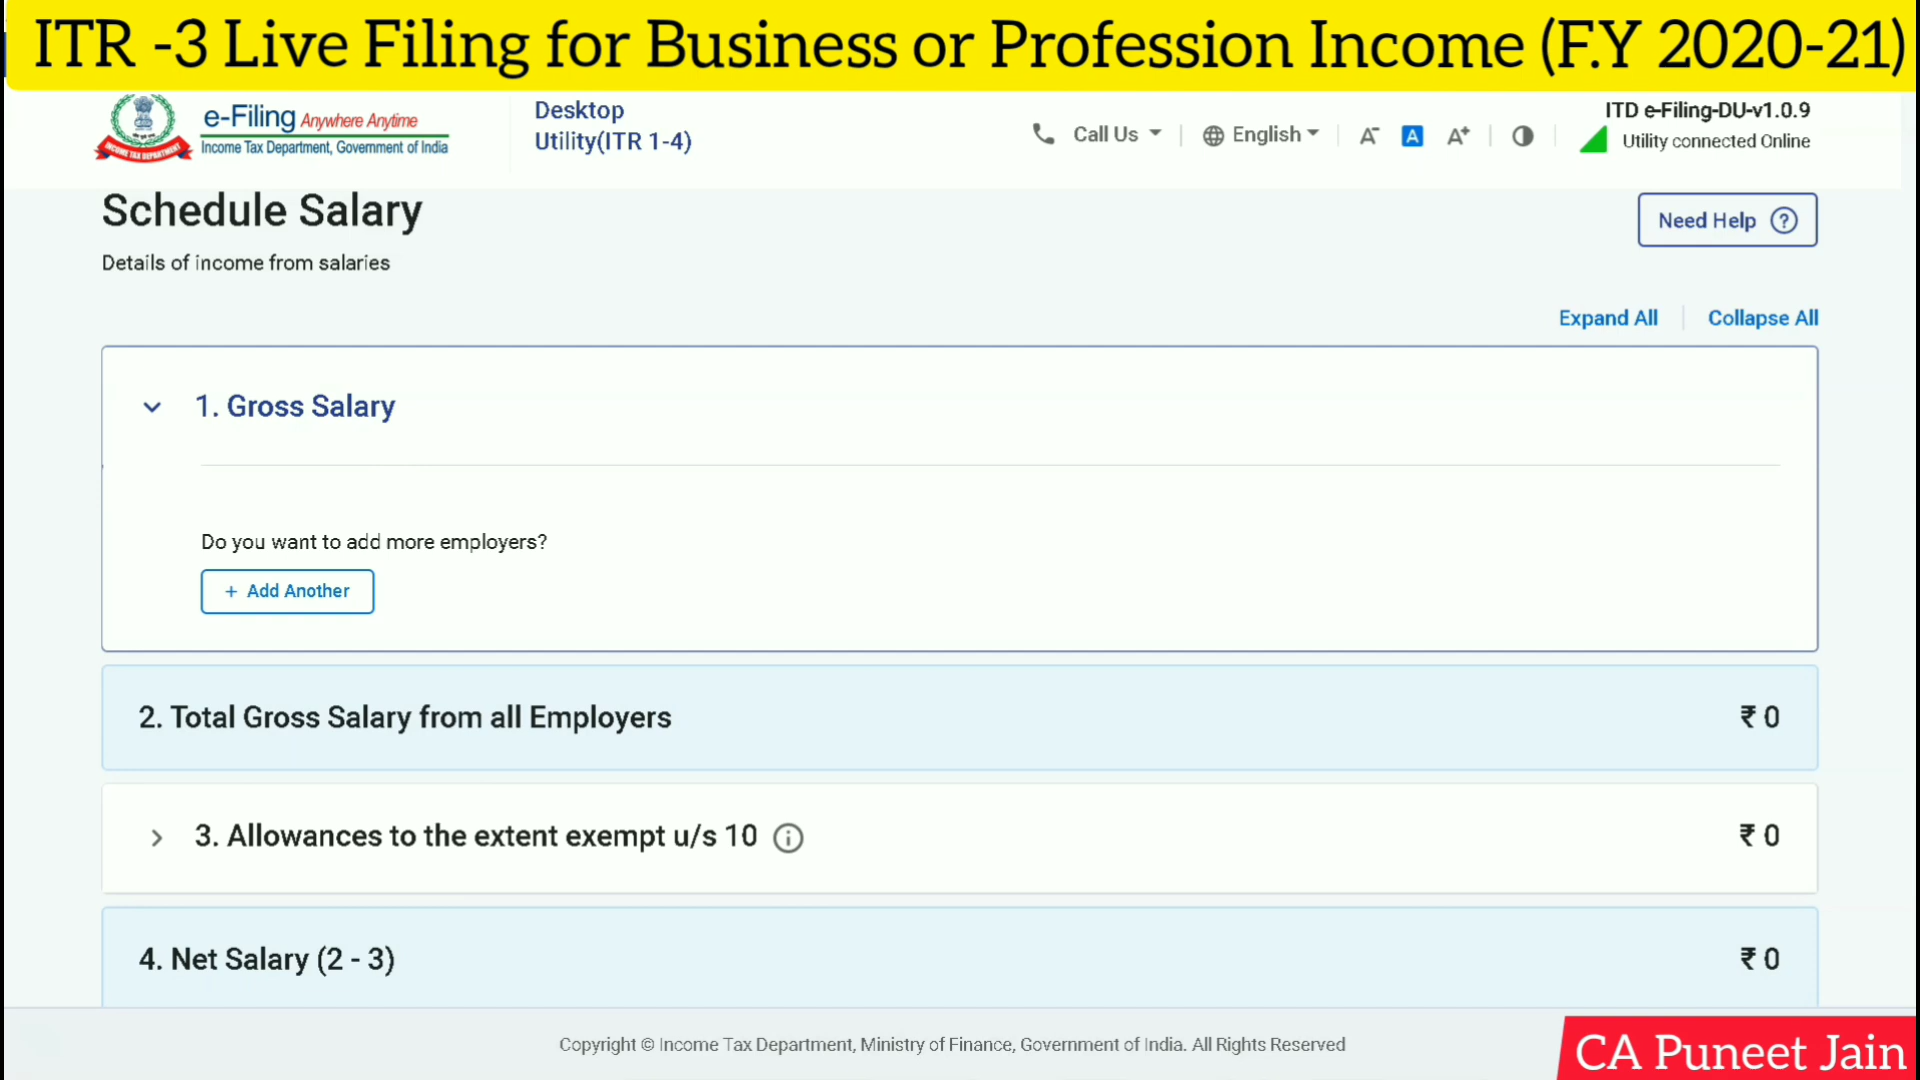 ITR -3 Live Filing for Business or Profession Income (F.Y 2020-21)
e-Filing Anywhere Anytime
Income Tax Department, Government of India
INCOME TAX DEPARTMENT
Desktop
Utility(ITR 1-4)
Call Us
English
A-
A
A+
ITD e-Filing-DU-v1.0.9
Utility connected Online
Schedule Salary
Need Help ?
Details of income from salaries
Expand All
Collapse All
1. Gross Salary
Do you want to add more employers?
+ Add Another
2. Total Gross Salary from all Employers ₹ 0
3. Allowances to the extent exempt u/s 10 i ₹ 0
4. Net Salary (2 - 3) ₹ 0
Copyright © Income Tax Department, Ministry of Finance, Government of India. All Rights Reserved
CA Puneet Jain